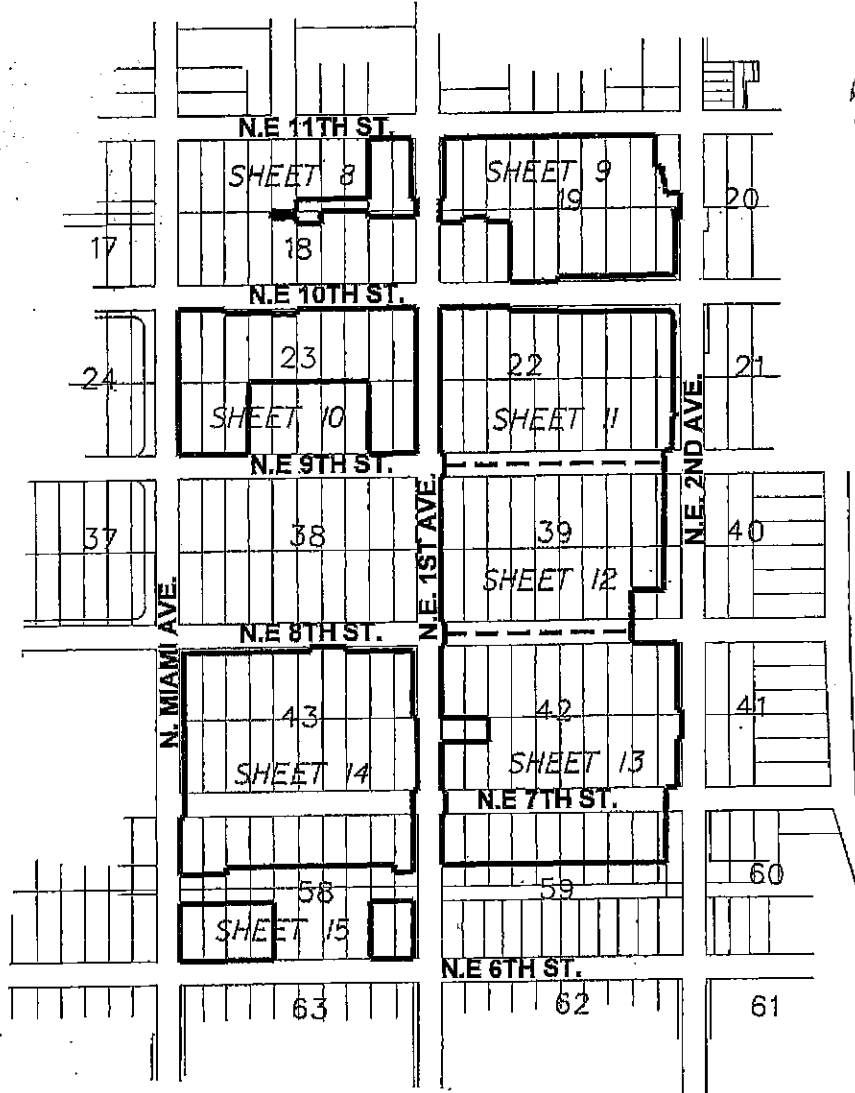 N.E 11TH ST.
SHEET 8
SHEET 9
19
20
17
18
N.E 10TH ST.
23
22
21
24
SHEET 10
SHEET 11
N.E. 2ND AVE.
N.E 9TH ST.
N.E. 1ST AVE.
37
38
39
40
SHEET 12
N. MIAMI AVE.
N.E 8TH ST.
43
42
41
SHEET 14
SHEET 13
N.E 7TH ST.
58
59
60
SHEET 15
N.E 6TH ST.
63
62
61